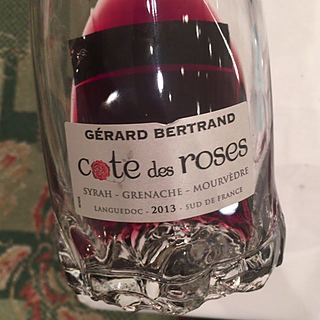 GÉRARD BERTRAND
cote des roses
SYRAH - GRENACHE - MOURVÈDRE
LANGUEDOC - 2013 - SUD DE FRANCE